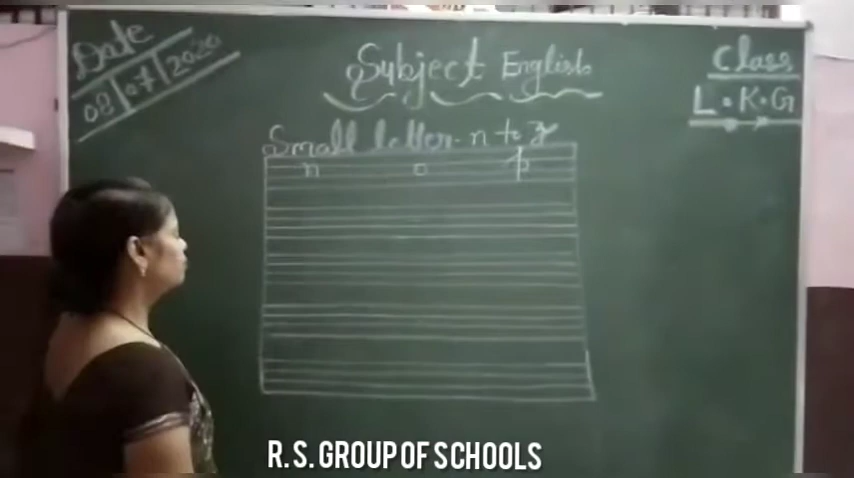 Date
08/07/2020
Subject English
Class
L.K.G
Small letter - n to z
n o p
R. S. GROUP OF SCHOOLS